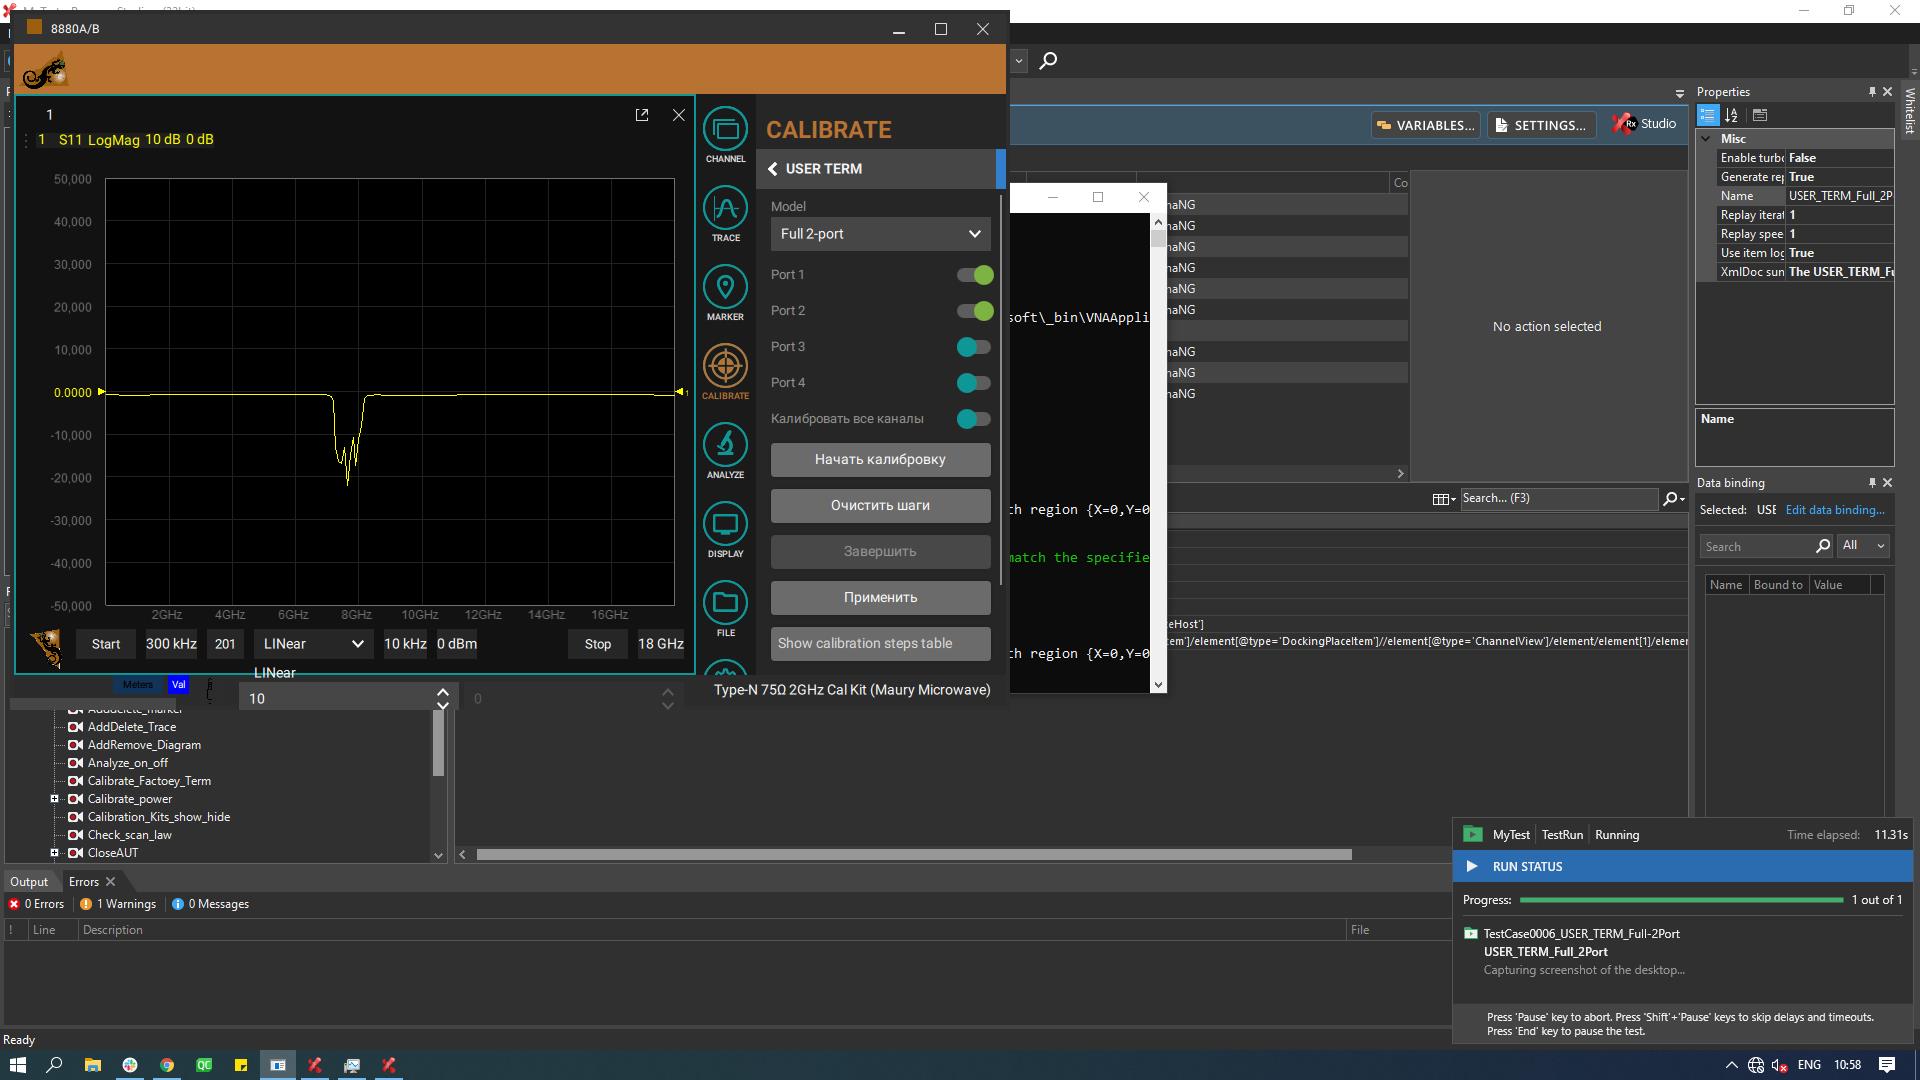 8880A/B
1
1 S11 LogMag 10 dB 0 dB
50,000
40,000
30,000
20,000
10,000
0.0000
1
-10,000
-20,000
-30,000
-40,000
-50,000
2GHz 4GHz 6GHz 8GHz 10GHz 12GHz 14GHz 16GHz
Start 300 kHz 201 LINear 10 kHz 0 dBm Stop 18 GHz
LINear
Meters Val
10
0
Type-N 75Ω 2GHz Cal Kit (Maury Microwave)
CHANNEL
TRACE
MARKER
CALIBRATE
ANALYZE
DISPLAY
FILE
CALIBRATE
USER TERM
Model
Full 2-port
Port 1
Port 2
Port 3
Port 4
Калибровать все каналы
Начать калибровку
Очистить шаги
Завершить
Применить
Show calibration steps table
VARIABLES...
SETTINGS...
Rx Studio
Co
naNG
naNG
naNG
naNG
naNG
naNG
naNG
naNG
naNG
soft\_bin\VNAAppli
ch region {X=0,Y=0
match the specifie
ch region {X=0,Y=0
No action selected
Search... (F3)
eHost']
em']/element[@type='DockingPlaceItem']//element[@type='ChannelView']/element/element[1]/elemen
Properties
Whitelist
Misc
Enable turbo False
Generate rep True
Name USER_TERM_Full_2P
Replay iterat 1
Replay spee 1
Use item log True
XmlDoc sum The USER_TERM_Fu
Name
Data binding
Selected: USE Edit data binding...
Search All
Name Bound to Value
AddDelete_Trace
AddRemove_Diagram
Analyze_on_off
Calibrate_Factoey_Term
Calibrate_power
Calibration_Kits_show_hide
Check_scan_law
CloseAUT
Output Errors
0 Errors 1 Warnings 0 Messages
! Line Description File
Ready
MyTest TestRun Running Time elapsed: 11.31s
RUN STATUS
Progress: 1 out of 1
TestCase0006_USER_TERM_Full-2Port
USER_TERM_Full_2Port
Capturing screenshot of the desktop...
Press 'Pause' key to abort. Press 'Shift'+'Pause' keys to skip delays and timeouts.
Press 'End' key to pause the test.
QC
ENG 10:58